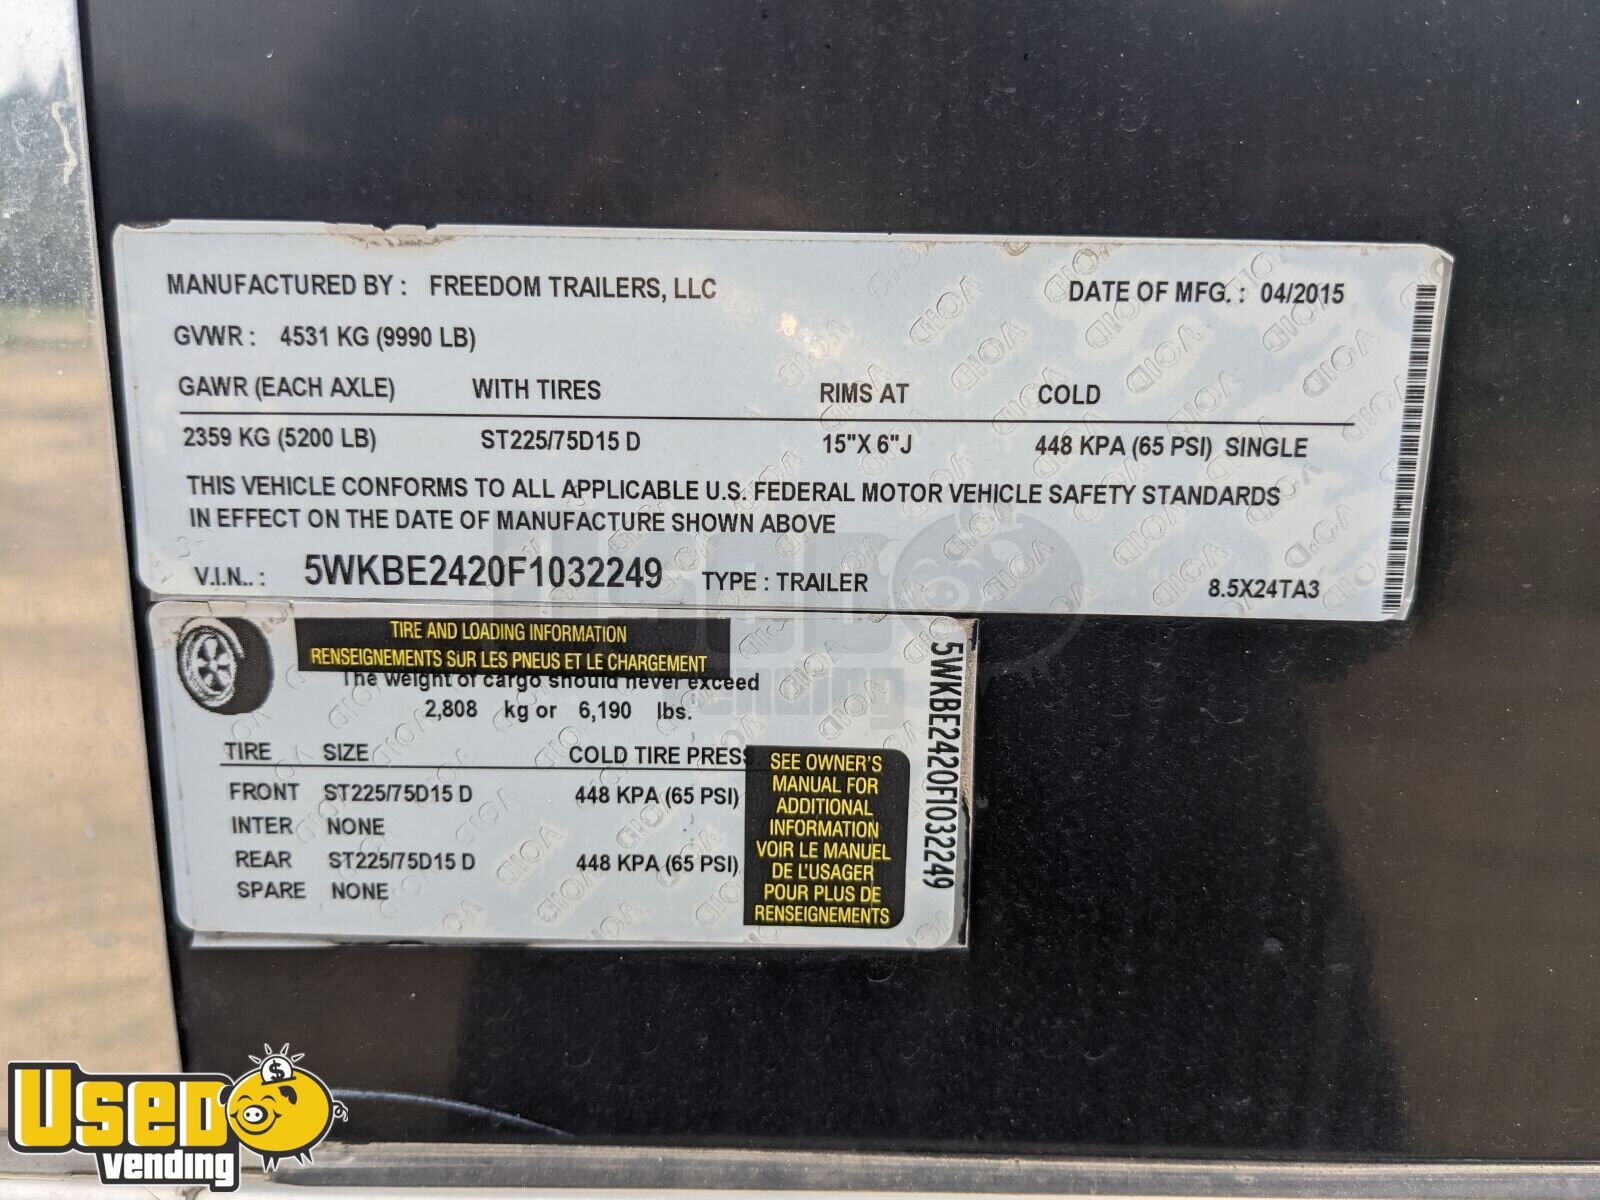 MANUFACTURED BY : FREEDOM TRAILERS, LLC DATE OF MFG. : 04/2015
GVWR : 4531 KG (9990 LB)
GAWR (EACH AXLE) WITH TIRES RIMS AT COLD
2359 KG (5200 LB) ST225/75D15 D 15"X 6"J 448 KPA (65 PSI) SINGLE
THIS VEHICLE CONFORMS TO ALL APPLICABLE U.S. FEDERAL MOTOR VEHICLE SAFETY STANDARDS
IN EFFECT ON THE DATE OF MANUFACTURE SHOWN ABOVE
V.I.N.. : 5WKBE2420F1032249 TYPE : TRAILER 8.5X24TA3
TIRE AND LOADING INFORMATION
RENSEIGNEMENTS SUR LES PNEUS ET LE CHARGEMENT
The weight of cargo should never exceed
2,808 kg or 6,190 lbs.
TIRE SIZE COLD TIRE PRESS
FRONT ST225/75D15 D 448 KPA (65 PSI)
INTER NONE
REAR ST225/75D15 D 448 KPA (65 PSI)
SPARE NONE
SEE OWNER'S
MANUAL FOR
ADDITIONAL
INFORMATION
VOIR LE MANUEL
DE L'USAGER
POUR PLUS DE
RENSEIGNEMENTS
5WKBE2420F1032249
USED
vending
$
Used
vending